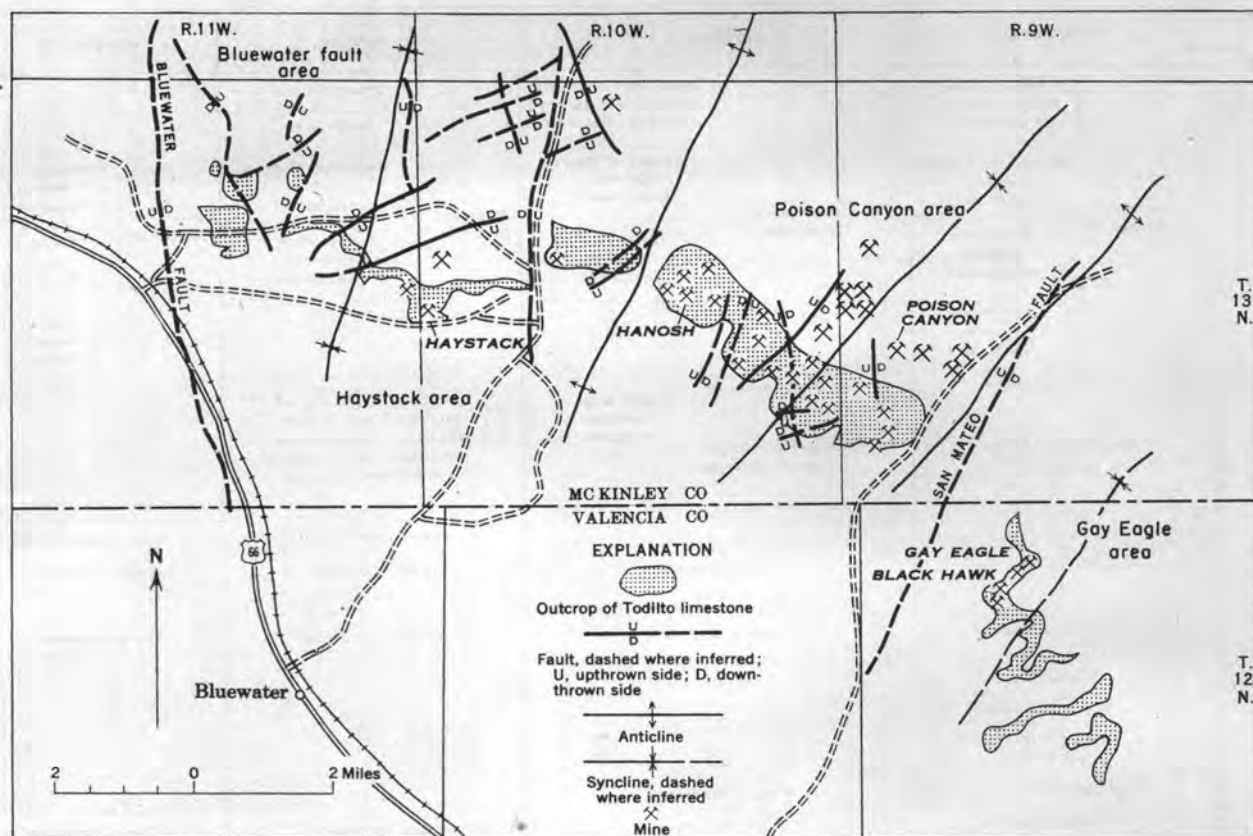 R.11W.
R.10W.
R.9W.
Bluewater fault
area
BLUEWATER
FAULT
Poison Canyon area
POISON
CANYON
HANOSH
HAYSTACK
Haystack area
SAN MATEO
FAULT
T.
13
N.
MC KINLEY CO
VALENCIA CO
66
N
Bluewater
GAY EAGLE
BLACK HAWK
Gay Eagle
area
T.
12
N.
EXPLANATION
Outcrop of Todilto limestone
U
D
Fault, dashed where inferred;
U, upthrown side; D, down-
thrown side
Anticline
Syncline, dashed
where inferred
Mine
2 0 2 Miles